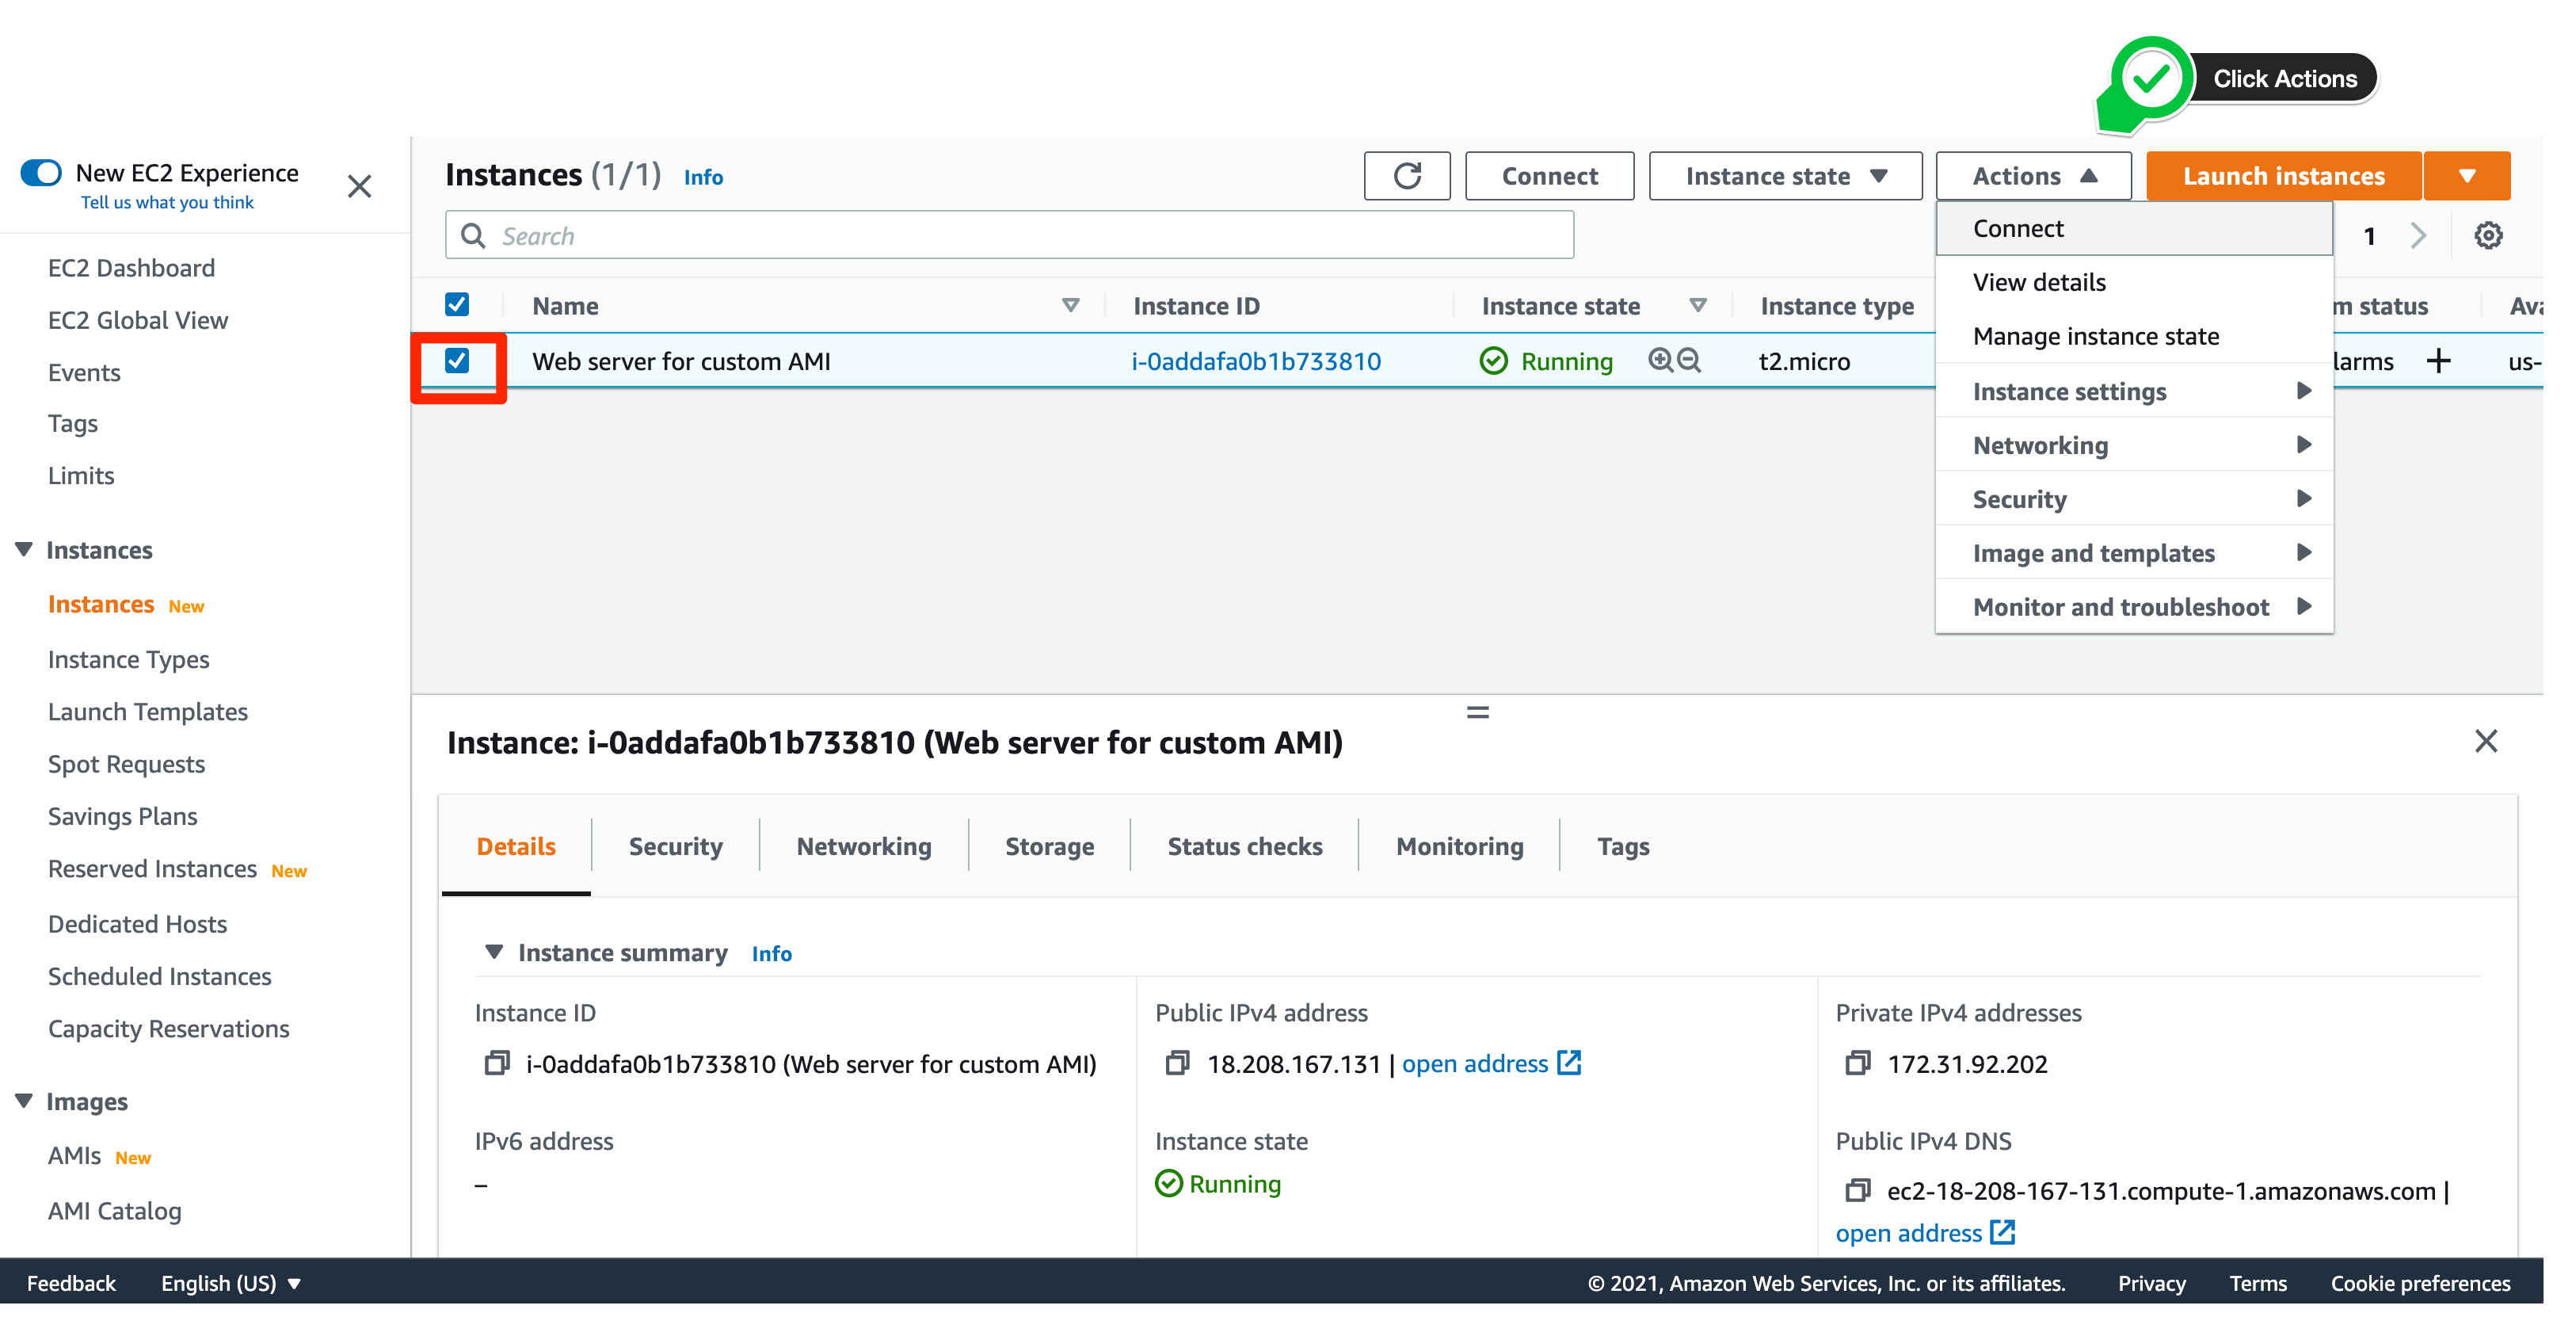 Click Actions
New EC2 Experience
Tell us what you think
EC2 Dashboard
EC2 Global View
Events
Tags
Limits
Instances
Instances New
Instance Types
Launch Templates
Spot Requests
Savings Plans
Reserved Instances New
Dedicated Hosts
Scheduled Instances
Capacity Reservations
Images
AMIs New
AMI Catalog
Instances (1/1) Info
Connect
Instance state
Actions
Launch instances
Search
1
Connect
View details
Manage instance state
Instance settings
Networking
Security
Image and templates
Monitor and troubleshoot
Name Instance ID Instance state Instance type m status Ava
Web server for custom AMI i-0addafa0b1b733810 Running t2.micro larms us-
Instance: i-0addafa0b1b733810 (Web server for custom AMI)
Details Security Networking Storage Status checks Monitoring Tags
Instance summary Info
Instance ID
i-0addafa0b1b733810 (Web server for custom AMI)
Public IPv4 address
18.208.167.131 | open address
Private IPv4 addresses
172.31.92.202
IPv6 address
–
Instance state
Running
Public IPv4 DNS
ec2-18-208-167-131.compute-1.amazonaws.com |
open address
Feedback English (US) © 2021, Amazon Web Services, Inc. or its affiliates. Privacy Terms Cookie preferences